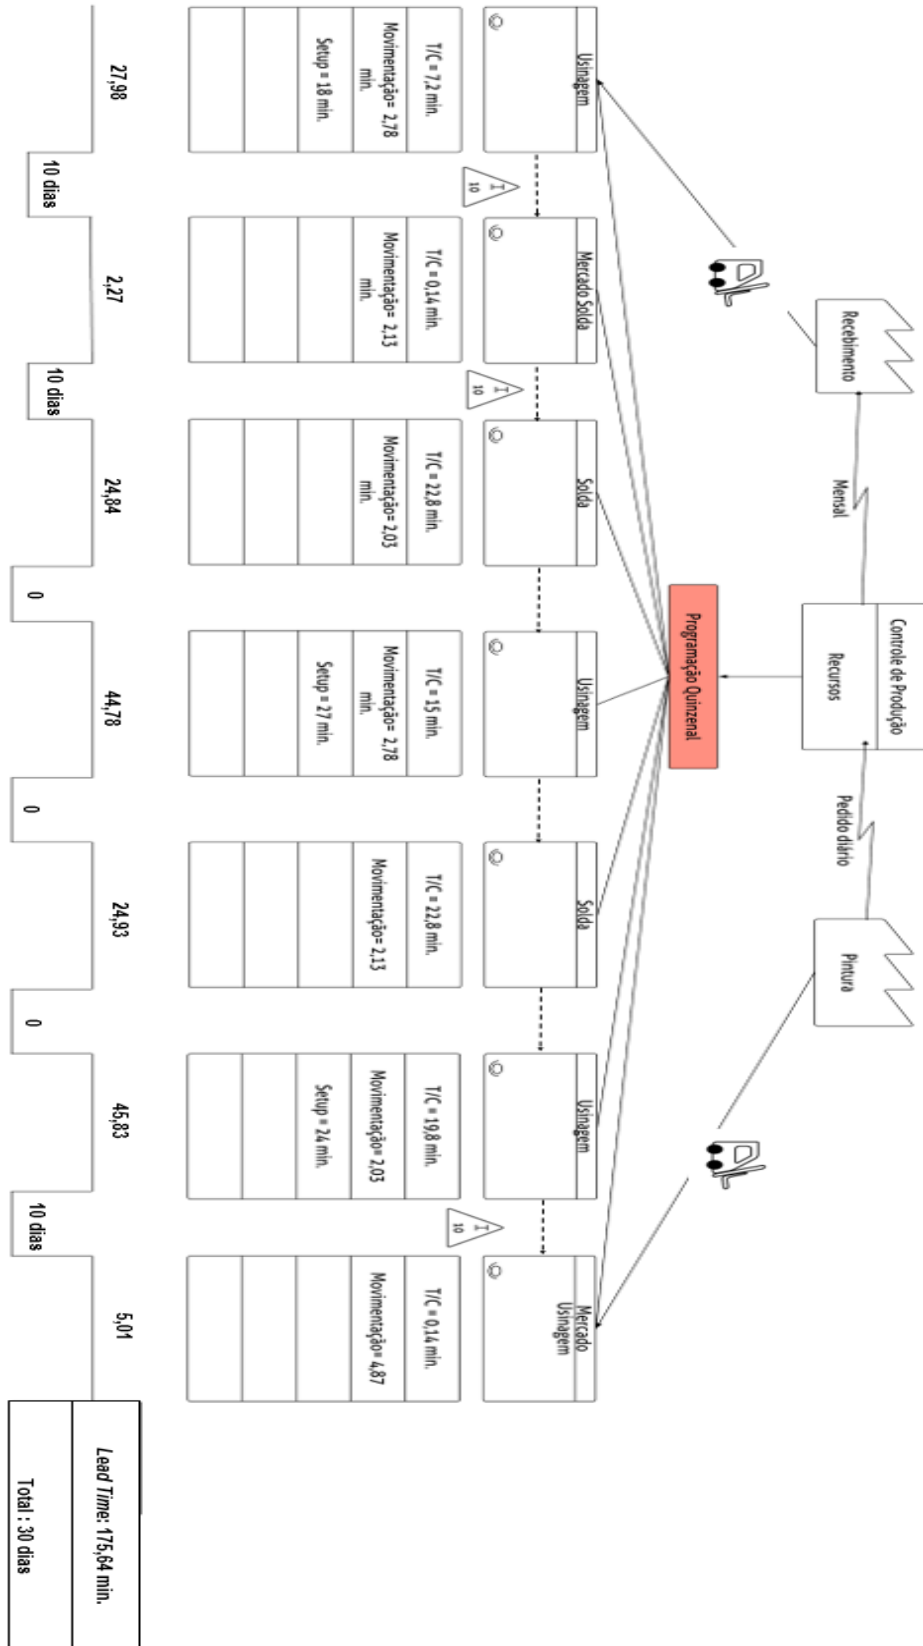 Controle de Produção
Recursos
Recebimento
Mensal
Pedido diário
Pintura
Programação Quinzenal
Usinagem
Mercado Solda
Solda
Usinagem
Solda
Usinagem
Mercado
Usinagem
I
10
I
10
I
10
T/C = 7,2 min.
Movimentação= 2,78
min.
Setup = 18 min.
T/C = 0,14 min.
Movimentação= 2,13
min.
T/C = 22,8 min.
Movimentação= 2,03
min.
T/C = 15 min.
Movimentação= 2,78
min.
Setup = 27 min.
T/C = 22,8 min.
Movimentação= 2,13
T/C = 19,8 min.
Movimentação= 2,03
Setup = 24 min.
T/C = 0,14 min.
Movimentação= 4,87
27,98
10 dias
2,27
10 dias
24,84
0
44,78
0
24,93
0
45,83
10 dias
5,01
Lead Time: 175,64 min.
Total : 30 dias